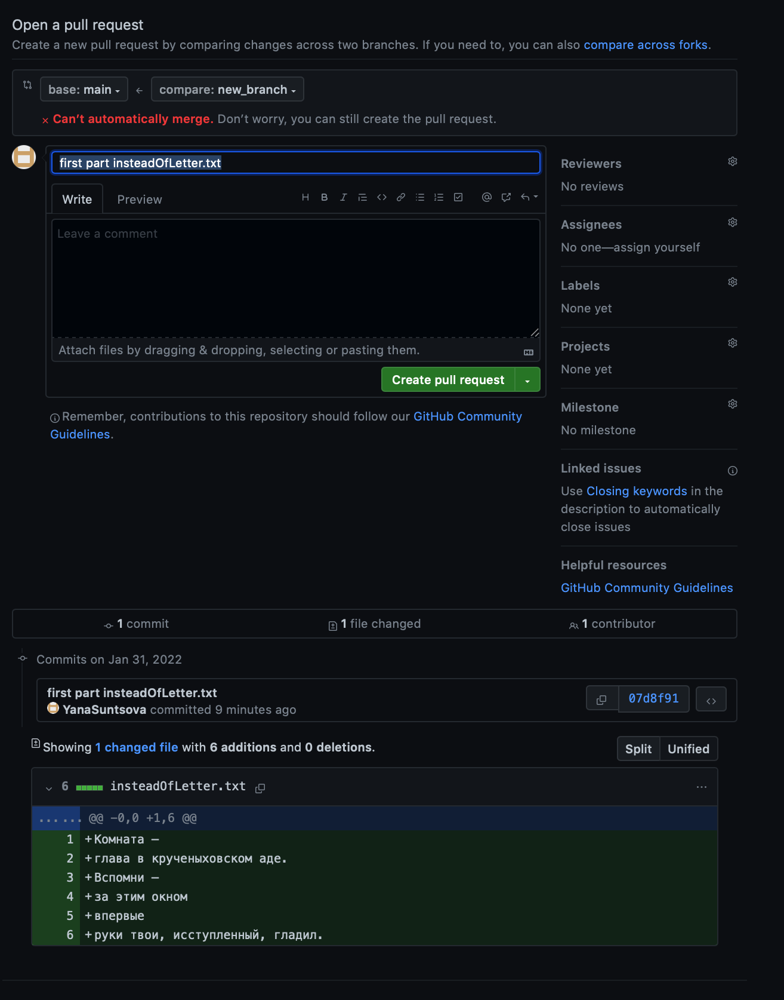 Open a pull request
Create a new pull request by comparing changes across two branches. If you need to, you can also compare across forks.
base: main ← compare: new_branch
× Can’t automatically merge. Don’t worry, you can still create the pull request.
first part insteadOfLetter.txt
Write Preview
Leave a comment
Attach files by dragging & dropping, selecting or pasting them.
Create pull request
Remember, contributions to this repository should follow our GitHub Community
Guidelines.
Reviewers
No reviews
Assignees
No one—assign yourself
Labels
None yet
Projects
None yet
Milestone
No milestone
Linked issues
Use Closing keywords in the
description to automatically
close issues
Helpful resources
GitHub Community Guidelines
1 commit 1 file changed 1 contributor
Commits on Jan 31, 2022
first part insteadOfLetter.txt
YanaSuntsova committed 9 minutes ago
07d8f91
Showing 1 changed file with 6 additions and 0 deletions.
Split Unified
6 insteadOfLetter.txt
... ... @@ -0,0 +1,6 @@
1 +Комната —
2 +глава в крученыховском аде.
3 +Вспомни —
4 +за этим окном
5 +впервые
6 +руки твои, исступленный, гладил.